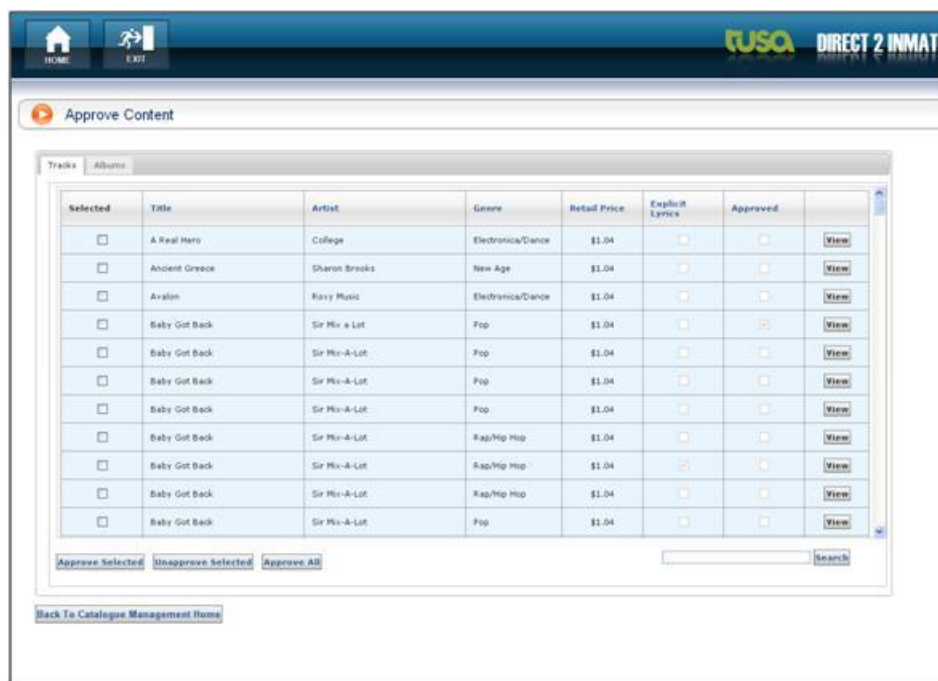 HOME EXIT tusa DIRECT 2 INMAT
Approve Content
Tracks Albums
Selected Title Artist Genre Retail Price Explicit Lyrics Approved
A Real Hero College Electronica/Dance $1.04 View
Ancient Greece Sharon Brooks New Age $1.04 View
Avalon Roxy Music Electronica/Dance $1.04 View
Baby Got Back Sir Mix a Lot Pop $1.04 View
Baby Got Back Sir Mix-A-Lot Pop $1.04 View
Baby Got Back Sir Mix-A-Lot Pop $1.04 View
Baby Got Back Sir Mix-A-Lot Pop $1.04 View
Baby Got Back Sir Mix-A-Lot Rap/Hip Hop $1.04 View
Baby Got Back Sir Mix-A-Lot Rap/Hip Hop $1.04 View
Baby Got Back Sir Mix-A-Lot Rap/Hip Hop $1.04 View
Baby Got Back Sir Mix-A-Lot Pop $1.04 View
Approve Selected Unapprove Selected Approve All Search
Back To Catalogue Management Home